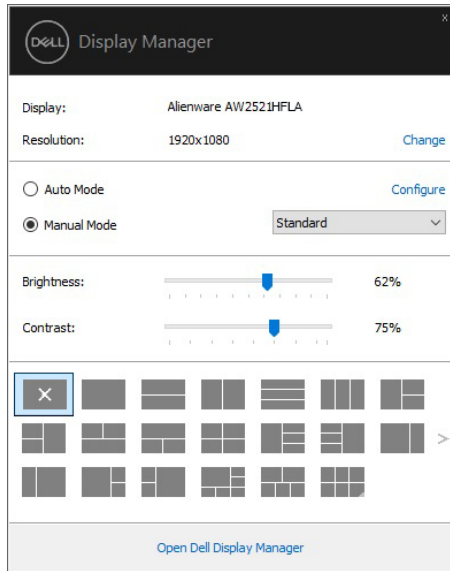 x
DELL Display Manager
Display: Alienware AW2521HFLA
Resolution: 1920x1080 Change
Auto Mode Configure
Manual Mode Standard
Brightness: 62%
Contrast: 75%
Open Dell Display Manager